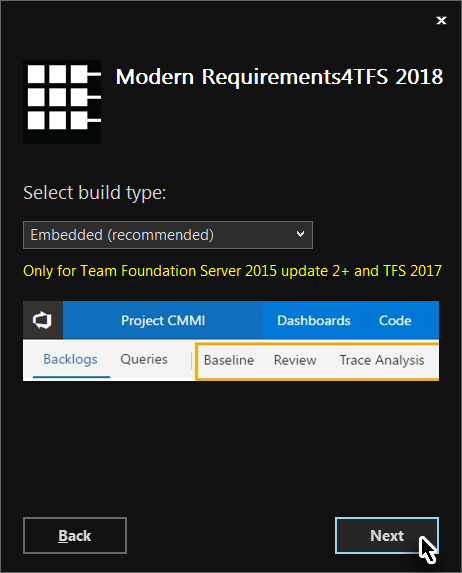 Modern Requirements4TFS 2018
Select build type:
Embedded (recommended)
Only for Team Foundation Server 2015 update 2+ and TFS 2017
Project CMMI Dashboards Code
Backlogs Queries Baseline Review Trace Analysis
Back Next